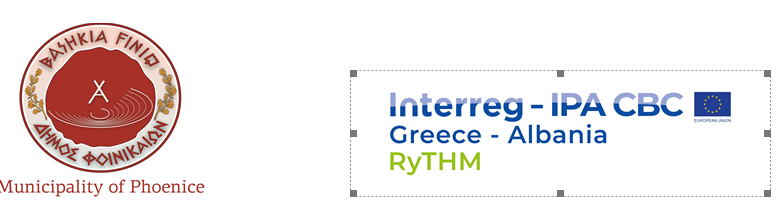 BASHKIA FINIQ
ΔΗΜΟΣ ΦΟΙΝΙΚΑΙΩΝ
Municipality of Phoenice
Interreg - IPA CBC
EUROPEAN UNION
Greece - Albania
RyTHM